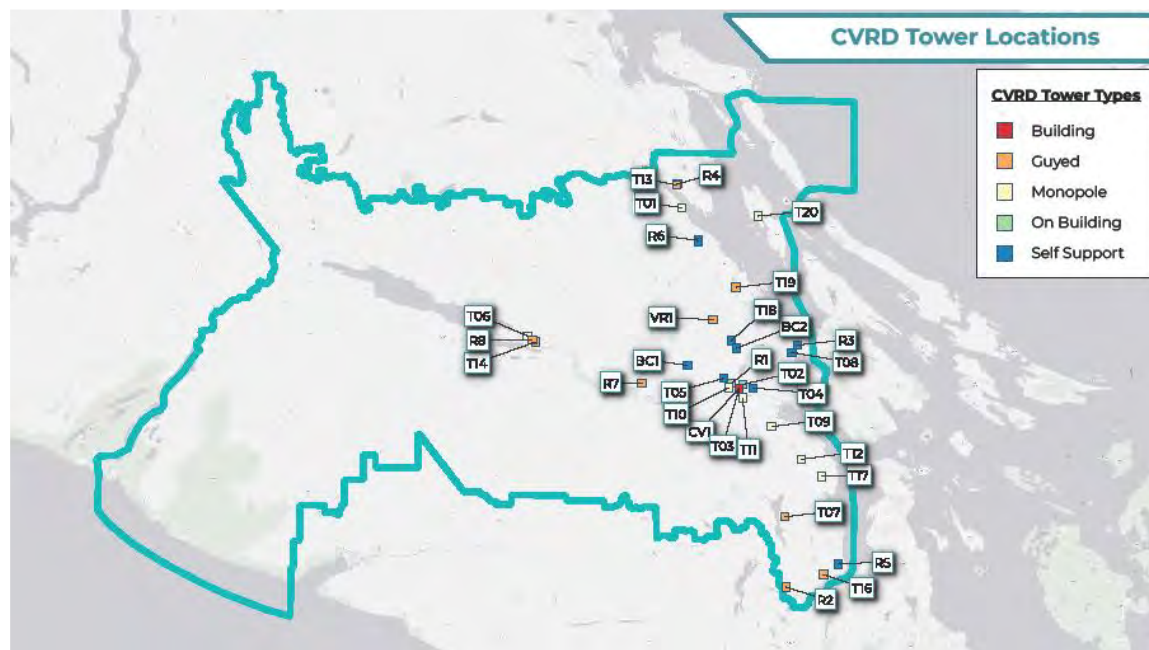 CVRD Tower Locations
CVRD Tower Types
Building
Guyed
Monopole
On Building
Self Support
T13
R4
T01
T20
R6
T19
VR1
T18
BC2
T06
R8
T14
R3
T08
BC1
R1
T02
R7
T05
T04
T10
CV1
T03
T11
T09
T12
T17
T07
R5
T16
R2